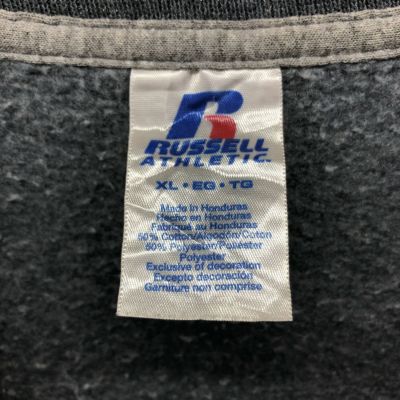 R
RUSSELL
ATHLETIC
XL • EG • TG
Made in Honduras
Hecho en Honduras
Fabriqué au Honduras
50% Cotton/Algodón/Coton
50% Polyester/Poliéster
Polyester
Exclusive of decoration
Excepto decoración
Garniture non comprise